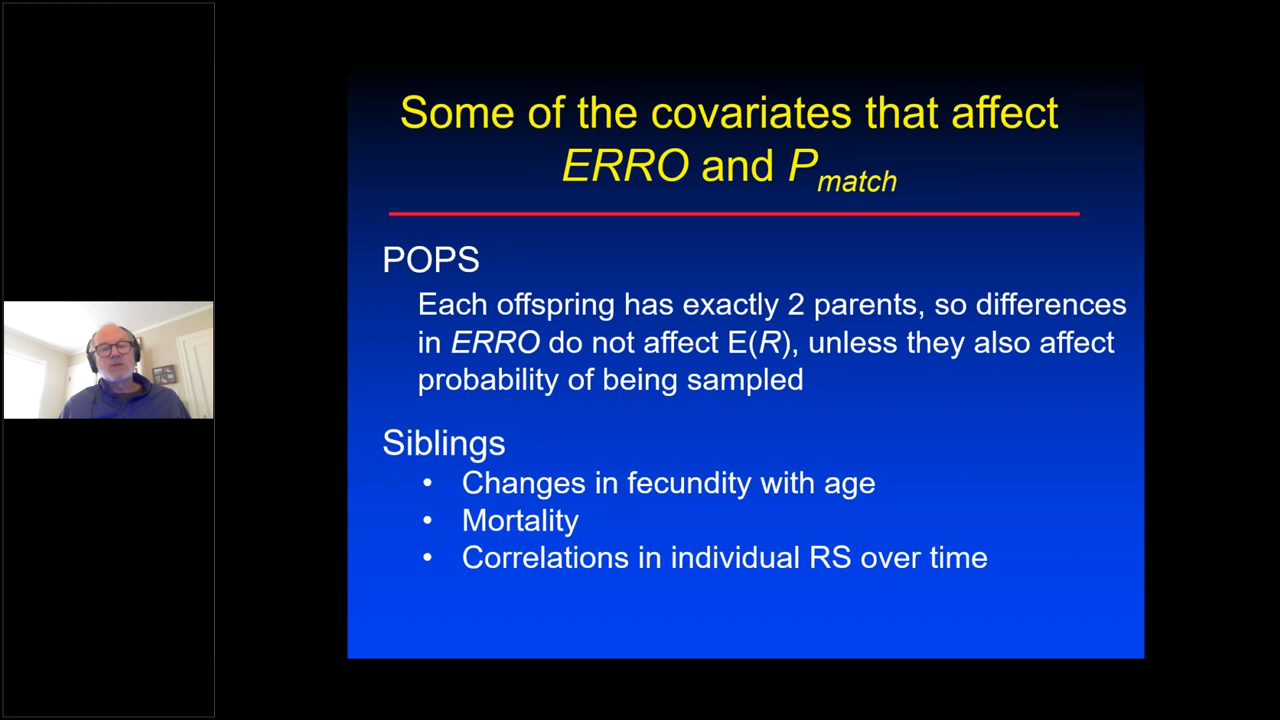 Some of the covariates that affect
ERRO and Pmatch
POPS
Each offspring has exactly 2 parents, so differences
in ERRO do not affect E(R), unless they also affect
probability of being sampled
Siblings
• Changes in fecundity with age
• Mortality
• Correlations in individual RS over time